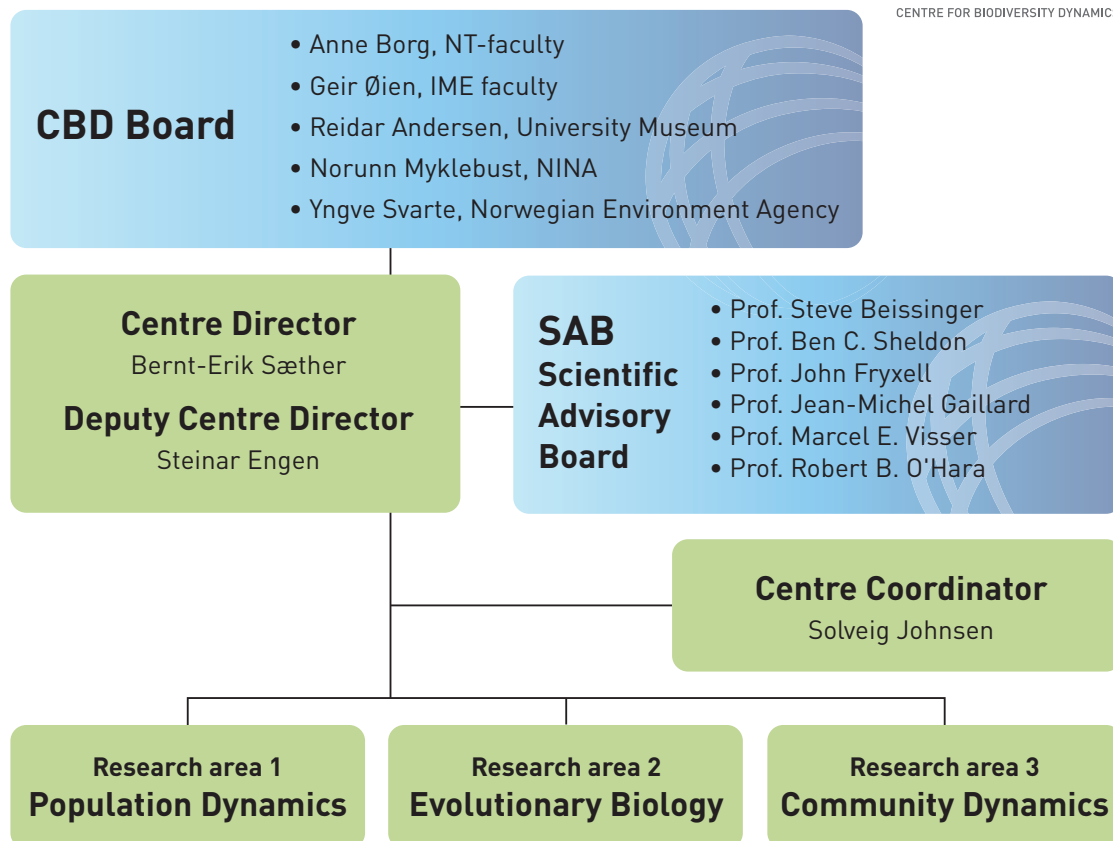 CENTRE FOR BIODIVERSITY DYNAMICS
CBD Board
• Anne Borg, NT-faculty
• Geir Øien, IME faculty
• Reidar Andersen, University Museum
• Norunn Myklebust, NINA
• Yngve Svarte, Norwegian Environment Agency
Centre Director
Bernt-Erik Sæther
Deputy Centre Director
Steinar Engen
SAB
Scientific
Advisory
Board
• Prof. Steve Beissinger
• Prof. Ben C. Sheldon
• Prof. John Fryxell
• Prof. Jean-Michel Gaillard
• Prof. Marcel E. Visser
• Prof. Robert B. O'Hara
Centre Coordinator
Solveig Johnsen
Research area 1
Population Dynamics
Research area 2
Evolutionary Biology
Research area 3
Community Dynamics